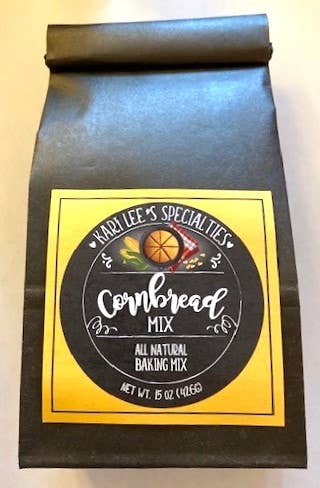 KARI LEE'S SPECIALTIES
Cornbread
MIX
ALL NATURAL
BAKING MIX
NET WT. 15 OZ (426G)